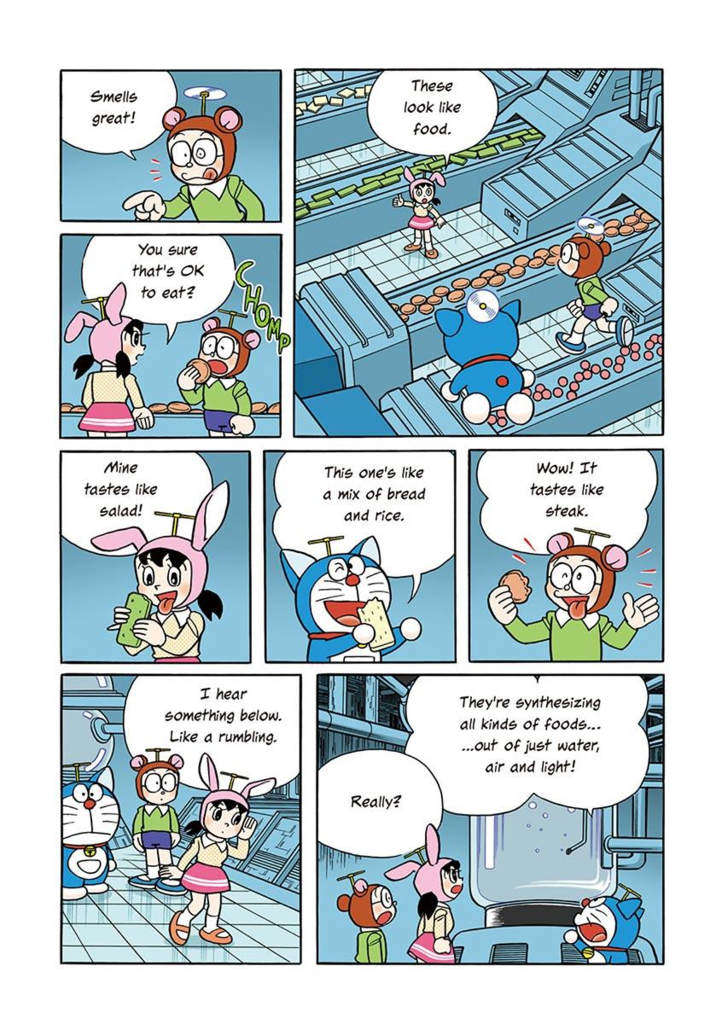 Smells
great!
These
look like
food.
You sure
that's OK
to eat?
CHOMP
Mine
tastes like
salad!
This one's like
a mix of bread
and rice.
Wow! It
tastes like
steak.
I hear
something below.
Like a rumbling.
They're synthesizing
all kinds of foods...
...out of just water,
air and light!
Really?